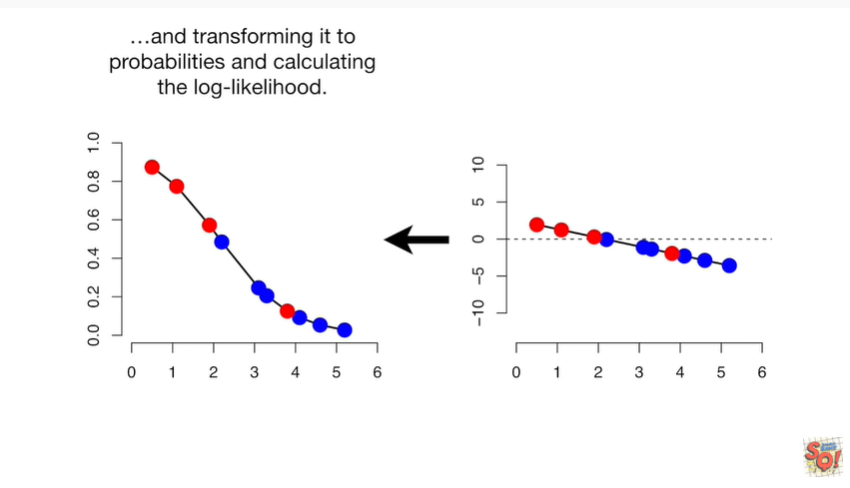 …and transforming it to
probabilities and calculating
the log-likelihood.
0.0 0.2 0.4 0.6 0.8 1.0
0 1 2 3 4 5 6
-10 -5 0 5 10
0 1 2 3 4 5 6
SQ!